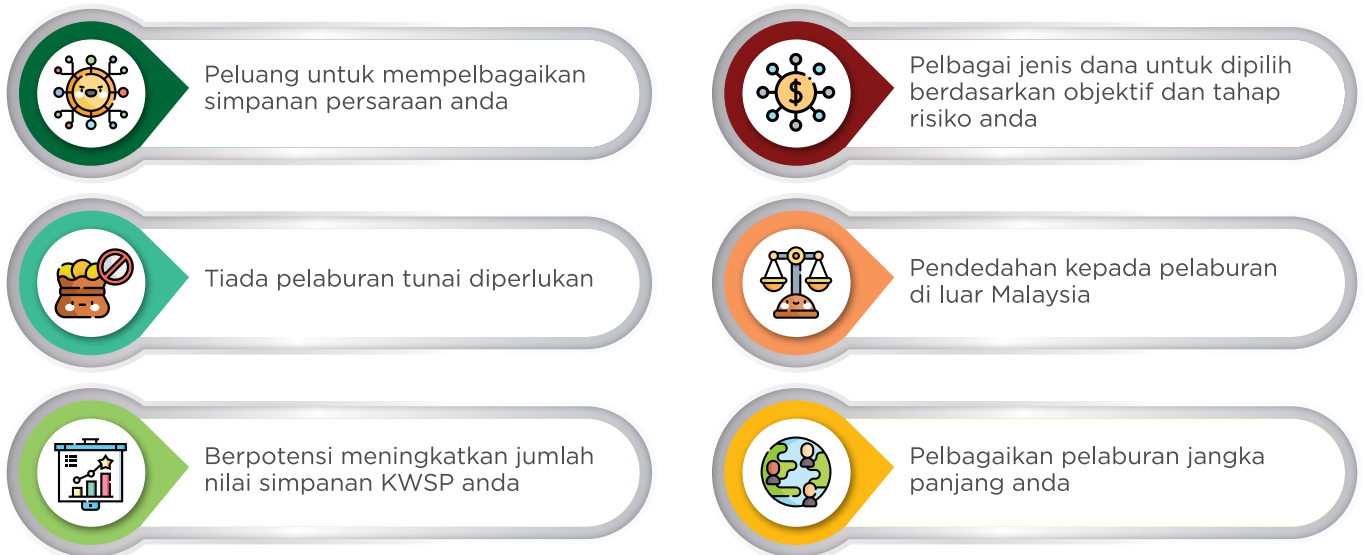 Peluang untuk mempelbagaikan
simpanan persaraan anda
Pelbagai jenis dana untuk dipilih
berdasarkan objektif dan tahap
risiko anda
Tiada pelaburan tunai diperlukan
Pendedahan kepada pelaburan
di luar Malaysia
Berpotensi meningkatkan jumlah
nilai simpanan KWSP anda
Pelbagaikan pelaburan jangka
panjang anda